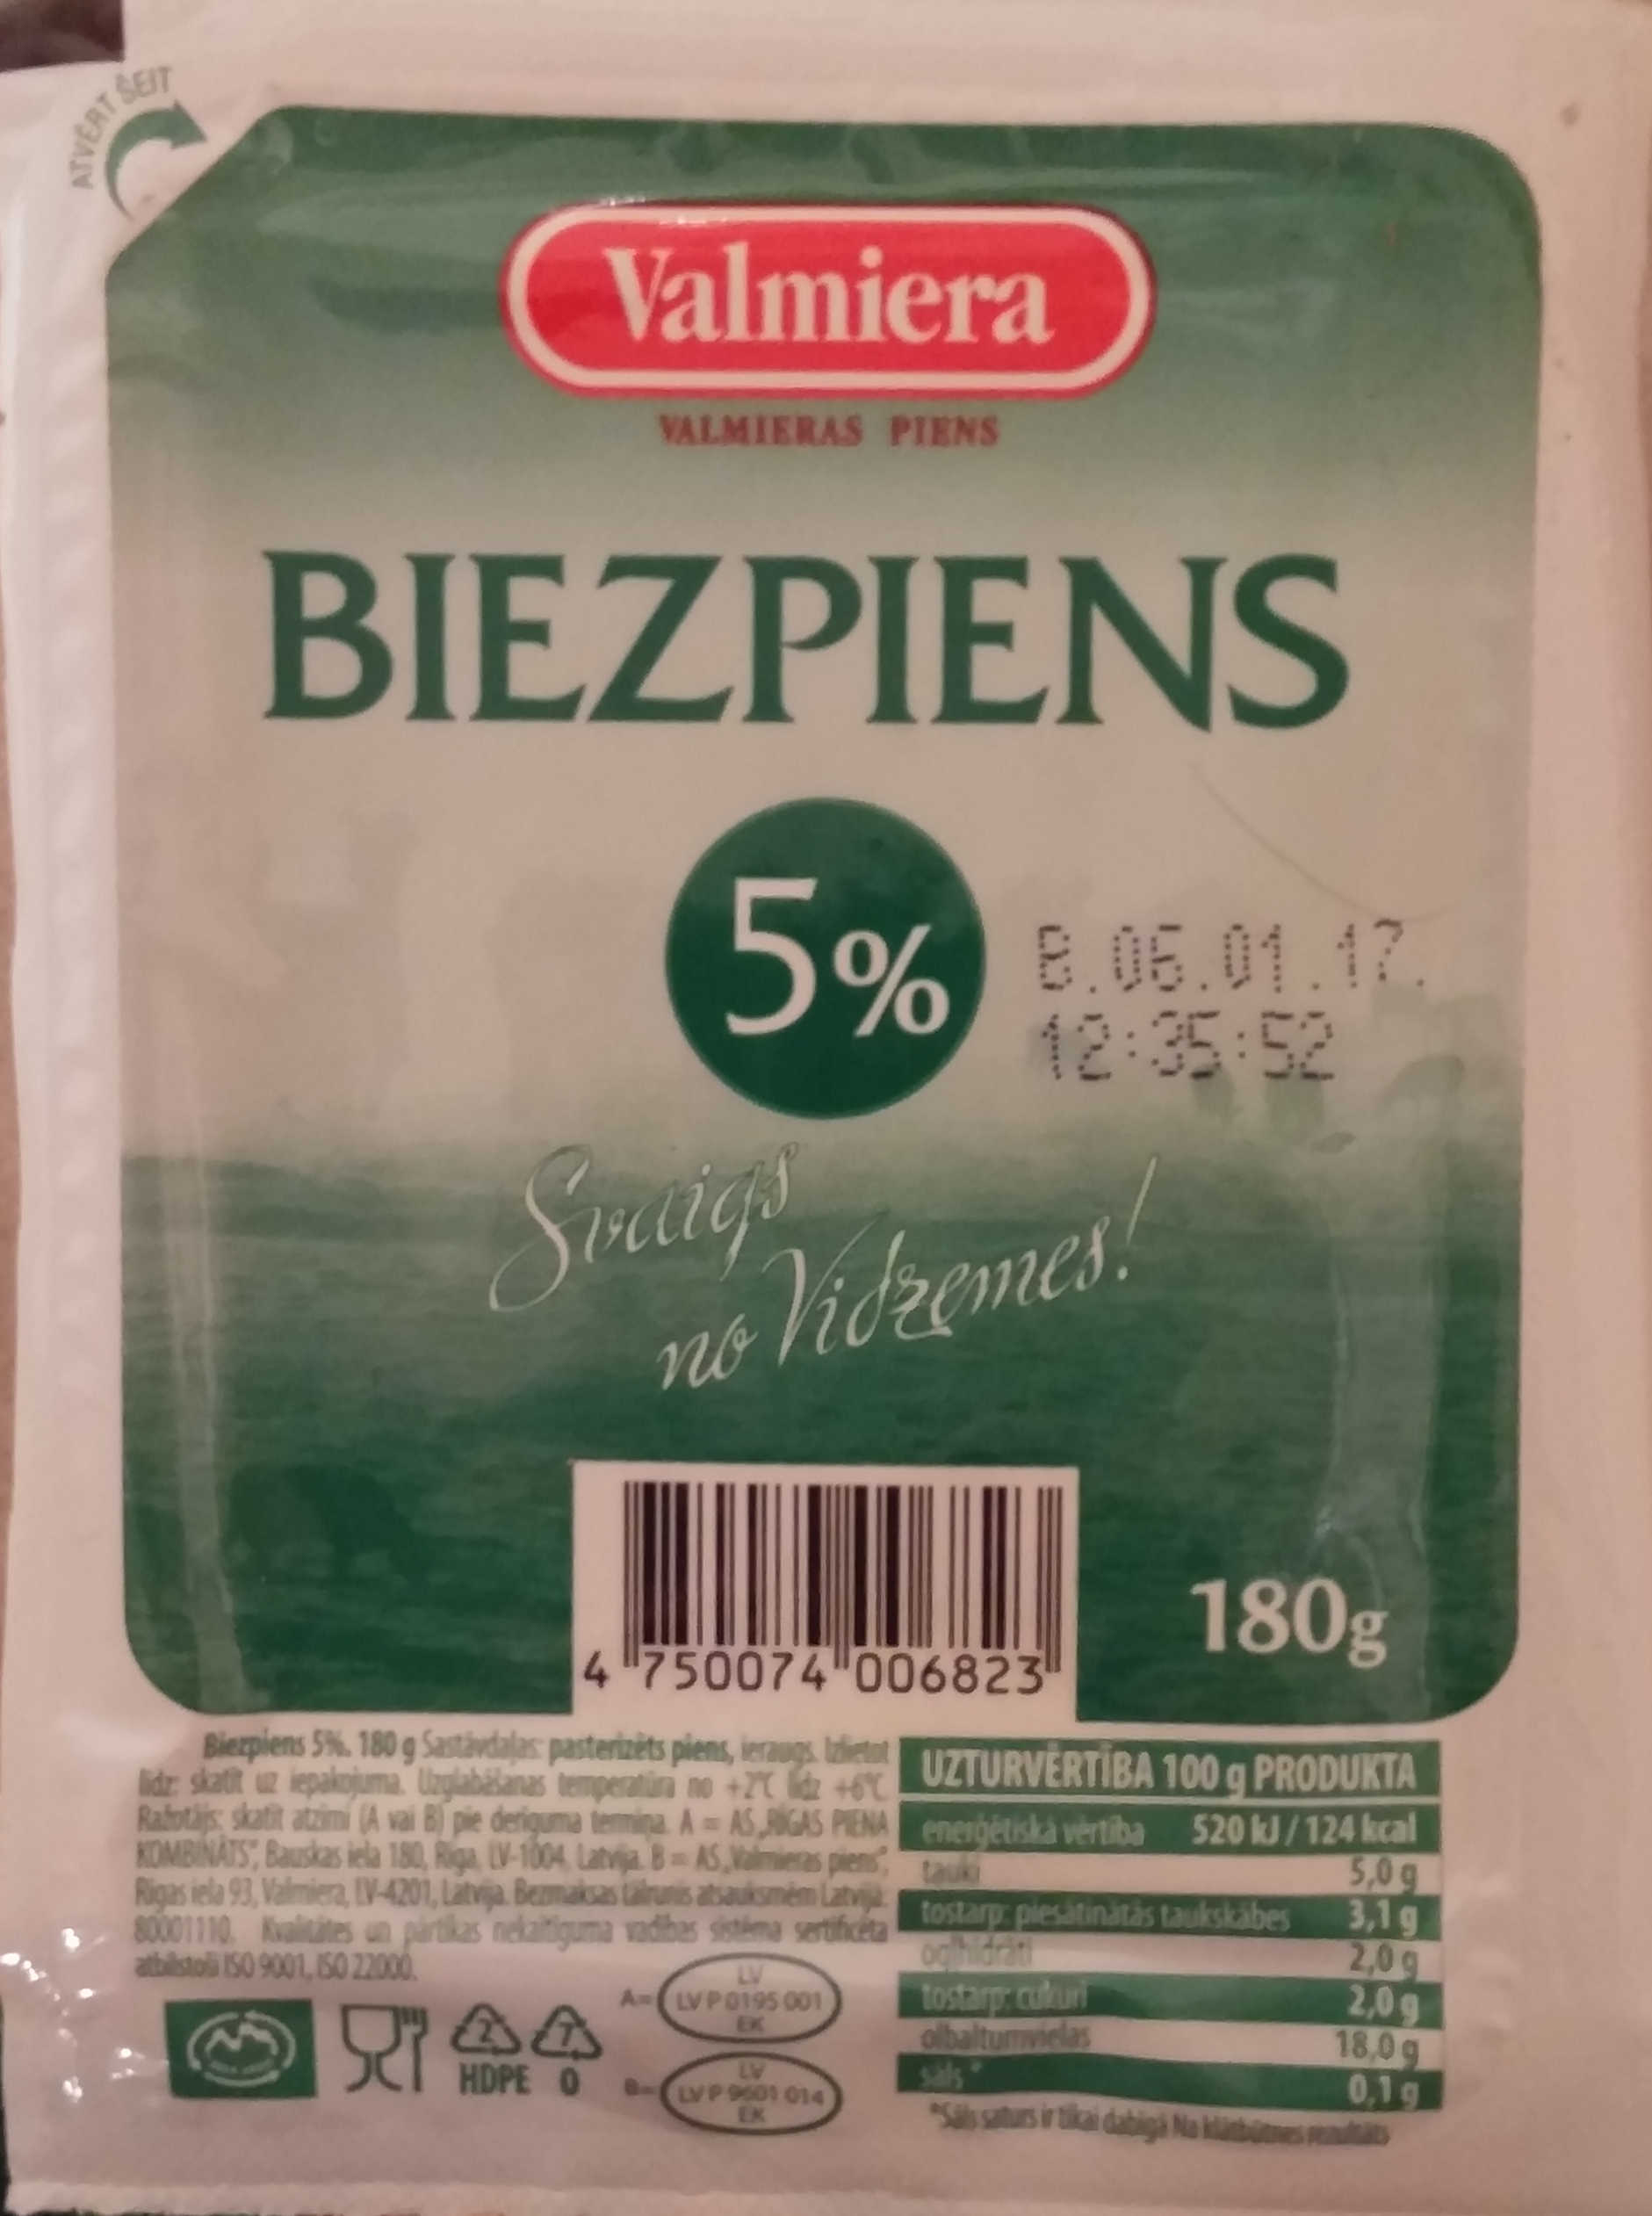 ATVĒRT ŠEIT
Valmiera
VALMIERAS PIENS
BIEZPIENS
5%
B.06.01.17.
12:35:52
Svaigs
no Vidzemes!
180g
4 750074 006823
Biezpiens 5%. 180 g Sastāvdaļas: pasterizēts piens, ieraugs. Izlietot
līdz: skatīt uz iepakojuma. Uzglabāšanas temperatūra no +2°C līdz +6°C.
Ražotājs: skatīt atzīmi (A vai B) pie derīguma termiņa. A = AS „RĪGAS PIENA
KOMBINĀTS", Bauskas iela 180, Rīga, LV-1004, Latvija. B = AS „Valmieras piens",
Rīgas iela 93, Valmiera, LV-4201, Latvija. Bezmaksas tālrunis atsauksmēm Latvijā:
80001110. Kvalitātes un pārtikas nekaitīguma vadības sistēma sertificēta
atbilstoši ISO 9001, ISO 22000.
UZTURVĒRTĪBA 100 g PRODUKTA
enerģētiskā vērtība 520 kJ / 124 kcal
tauki 5,0 g
tostarp: piesātinātās taukskābes 3,1 g
ogļhidrāti 2,0 g
tostarp: cukuri 2,0 g
olbaltumvielas 18,0 g
sāls* 0,1 g
*Sāls saturs ir tikai dabīgā Na klātbūtnes rezultāts
2 7
HDPE O
LV
A= LV P 0195 001
EK
LV
B= LV P 9601 014
EK